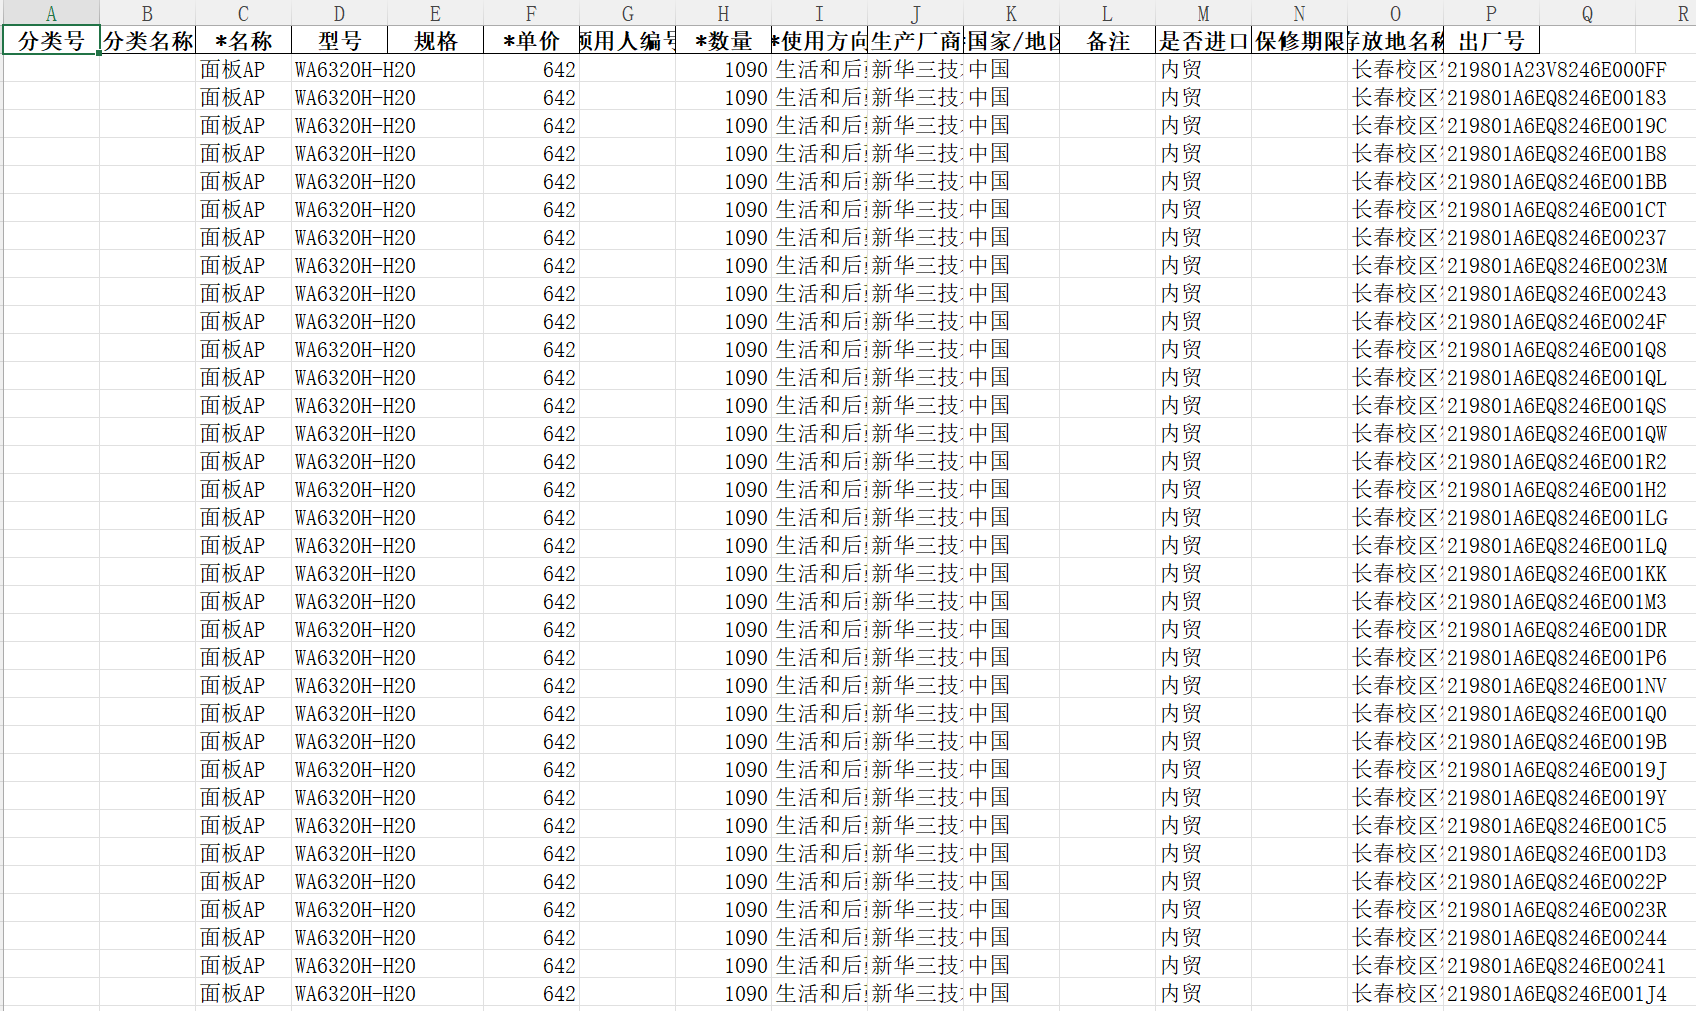 A B C D E F G H I J K L M N O P Q R
分类号 分类名称 *名称 型号 规格 *单价 领用人编号 *数量 *使用方向 生产厂商 国家/地区 备注 是否进口 保修期限 存放地名称 出厂号
面板AP WA6320H-H20 642 1090 生活和后 新华三技 中国 内贸 长春校区 219801A23V8246E000FF
面板AP WA6320H-H20 642 1090 生活和后 新华三技 中国 内贸 长春校区 219801A6EQ8246E00183
面板AP WA6320H-H20 642 1090 生活和后 新华三技 中国 内贸 长春校区 219801A6EQ8246E0019C
面板AP WA6320H-H20 642 1090 生活和后 新华三技 中国 内贸 长春校区 219801A6EQ8246E001B8
面板AP WA6320H-H20 642 1090 生活和后 新华三技 中国 内贸 长春校区 219801A6EQ8246E001BB
面板AP WA6320H-H20 642 1090 生活和后 新华三技 中国 内贸 长春校区 219801A6EQ8246E001CT
面板AP WA6320H-H20 642 1090 生活和后 新华三技 中国 内贸 长春校区 219801A6EQ8246E00237
面板AP WA6320H-H20 642 1090 生活和后 新华三技 中国 内贸 长春校区 219801A6EQ8246E0023M
面板AP WA6320H-H20 642 1090 生活和后 新华三技 中国 内贸 长春校区 219801A6EQ8246E00243
面板AP WA6320H-H20 642 1090 生活和后 新华三技 中国 内贸 长春校区 219801A6EQ8246E0024F
面板AP WA6320H-H20 642 1090 生活和后 新华三技 中国 内贸 长春校区 219801A6EQ8246E001Q8
面板AP WA6320H-H20 642 1090 生活和后 新华三技 中国 内贸 长春校区 219801A6EQ8246E001QL
面板AP WA6320H-H20 642 1090 生活和后 新华三技 中国 内贸 长春校区 219801A6EQ8246E001QS
面板AP WA6320H-H20 642 1090 生活和后 新华三技 中国 内贸 长春校区 219801A6EQ8246E001QW
面板AP WA6320H-H20 642 1090 生活和后 新华三技 中国 内贸 长春校区 219801A6EQ8246E001R2
面板AP WA6320H-H20 642 1090 生活和后 新华三技 中国 内贸 长春校区 219801A6EQ8246E001H2
面板AP WA6320H-H20 642 1090 生活和后 新华三技 中国 内贸 长春校区 219801A6EQ8246E001LG
面板AP WA6320H-H20 642 1090 生活和后 新华三技 中国 内贸 长春校区 219801A6EQ8246E001LQ
面板AP WA6320H-H20 642 1090 生活和后 新华三技 中国 内贸 长春校区 219801A6EQ8246E001KK
面板AP WA6320H-H20 642 1090 生活和后 新华三技 中国 内贸 长春校区 219801A6EQ8246E001M3
面板AP WA6320H-H20 642 1090 生活和后 新华三技 中国 内贸 长春校区 219801A6EQ8246E001DR
面板AP WA6320H-H20 642 1090 生活和后 新华三技 中国 内贸 长春校区 219801A6EQ8246E001P6
面板AP WA6320H-H20 642 1090 生活和后 新华三技 中国 内贸 长春校区 219801A6EQ8246E001NV
面板AP WA6320H-H20 642 1090 生活和后 新华三技 中国 内贸 长春校区 219801A6EQ8246E001Q0
面板AP WA6320H-H20 642 1090 生活和后 新华三技 中国 内贸 长春校区 219801A6EQ8246E0019B
面板AP WA6320H-H20 642 1090 生活和后 新华三技 中国 内贸 长春校区 219801A6EQ8246E0019J
面板AP WA6320H-H20 642 1090 生活和后 新华三技 中国 内贸 长春校区 219801A6EQ8246E0019Y
面板AP WA6320H-H20 642 1090 生活和后 新华三技 中国 内贸 长春校区 219801A6EQ8246E001C5
面板AP WA6320H-H20 642 1090 生活和后 新华三技 中国 内贸 长春校区 219801A6EQ8246E001D3
面板AP WA6320H-H20 642 1090 生活和后 新华三技 中国 内贸 长春校区 219801A6EQ8246E0022P
面板AP WA6320H-H20 642 1090 生活和后 新华三技 中国 内贸 长春校区 219801A6EQ8246E0023R
面板AP WA6320H-H20 642 1090 生活和后 新华三技 中国 内贸 长春校区 219801A6EQ8246E00244
面板AP WA6320H-H20 642 1090 生活和后 新华三技 中国 内贸 长春校区 219801A6EQ8246E00241
面板AP WA6320H-H20 642 1090 生活和后 新华三技 中国 内贸 长春校区 219801A6EQ8246E001J4